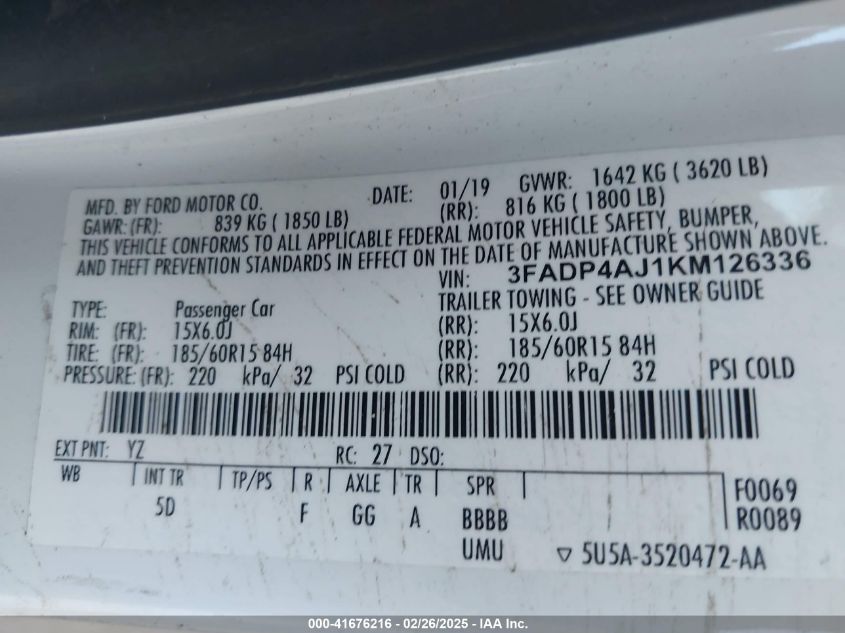 MFD. BY FORD MOTOR CO. DATE: 01/19 GVWR: 1642 KG ( 3620 LB)
GAWR: (FR): 839 KG ( 1850 LB) (RR): 816 KG ( 1800 LB)
THIS VEHICLE CONFORMS TO ALL APPLICABLE FEDERAL MOTOR VEHICLE SAFETY, BUMPER,
AND THEFT PREVENTION STANDARDS IN EFFECT ON THE DATE OF MANUFACTURE SHOWN ABOVE.
VIN: 3FADP4AJ1KM126336
TYPE: Passenger Car TRAILER TOWING - SEE OWNER GUIDE
RIM: (FR): 15X6.0J (RR): 15X6.0J
TIRE: (FR): 185/60R15 84H (RR): 185/60R15 84H
PRESSURE: (FR): 220 kPa/ 32 PSI COLD (RR): 220 kPa/ 32 PSI COLD
EXT PNT: YZ RC: 27 DSO:
WB INT TR TP/PS R AXLE TR SPR F0069
5D F GG A BBBB R0089
UMU ▽ 5U5A-3520472-AA
000-41676216 - 02/26/2025 - IAA Inc.